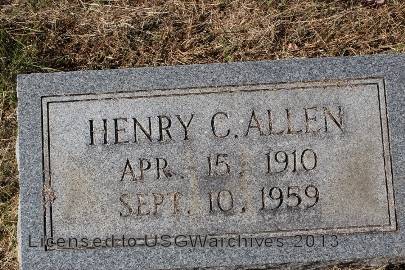 HENRY C. ALLEN
APR. 15, 1910
SEPT. 10, 1959
Licensed to USGWarchives 2013